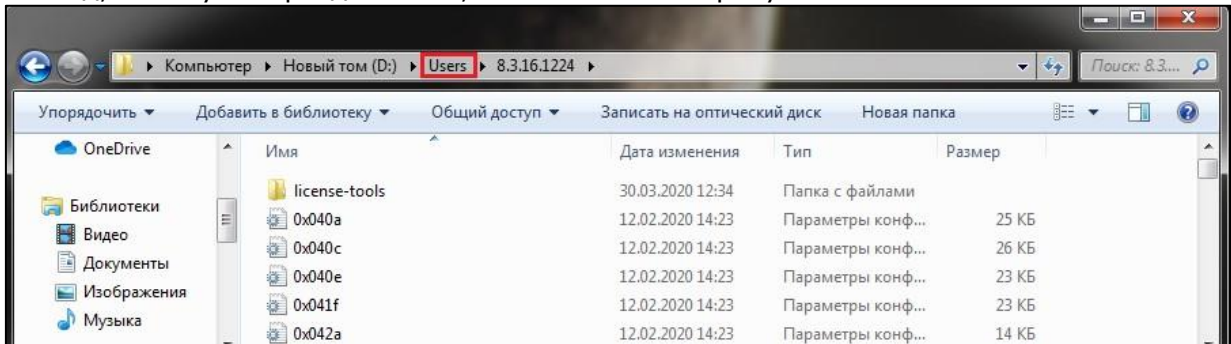 Компьютер ▸ Новый том (D:) ▸ Users ▸ 8.3.16.1224 ▸ Поиск: 8.3....
Упорядочить ▾ Добавить в библиотеку ▾ Общий доступ ▾ Записать на оптический диск Новая папка
OneDrive Имя Дата изменения Тип Размер
license-tools 30.03.2020 12:34 Папка с файлами
Библиотеки 0x040a 12.02.2020 14:23 Параметры конф... 25 КБ
Видео 0x040c 12.02.2020 14:23 Параметры конф... 26 КБ
Документы 0x040e 12.02.2020 14:23 Параметры конф... 23 КБ
Изображения 0x041f 12.02.2020 14:23 Параметры конф... 23 КБ
Музыка 0x042a 12.02.2020 14:23 Параметры конф... 14 КБ